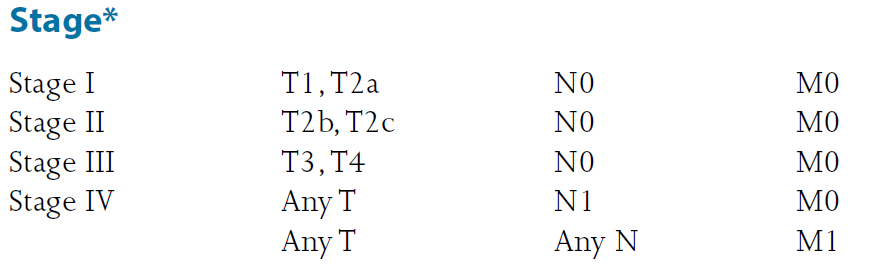 Stage*
Stage I T1, T2a N0 M0
Stage II T2b, T2c N0 M0
Stage III T3, T4 N0 M0
Stage IV Any T N1 M0
Any T Any N M1